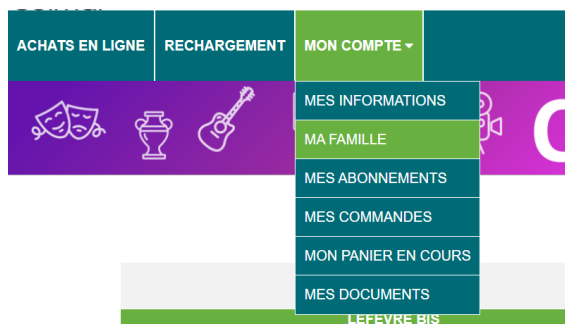 ACHATS EN LIGNE RECHARGEMENT MON COMPTE
MES INFORMATIONS
MA FAMILLE
MES ABONNEMENTS
MES COMMANDES
MON PANIER EN COURS
MES DOCUMENTS
LEFEVRE BIS